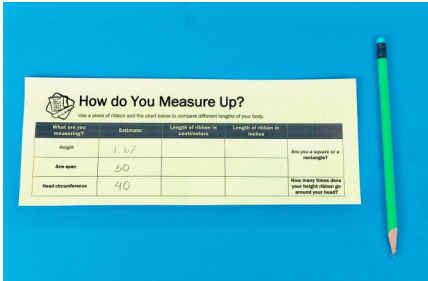 How do You Measure Up?
Use a piece of ribbon and the chart below to compare different lengths of your body.
What are you measuring? Estimate: Length of ribbon in centimeters Length of ribbon in inches
Height 1.67
Are you a square or a rectangle?
Arm span 50
Head circumference 40
How many times does your height ribbon go around your head?